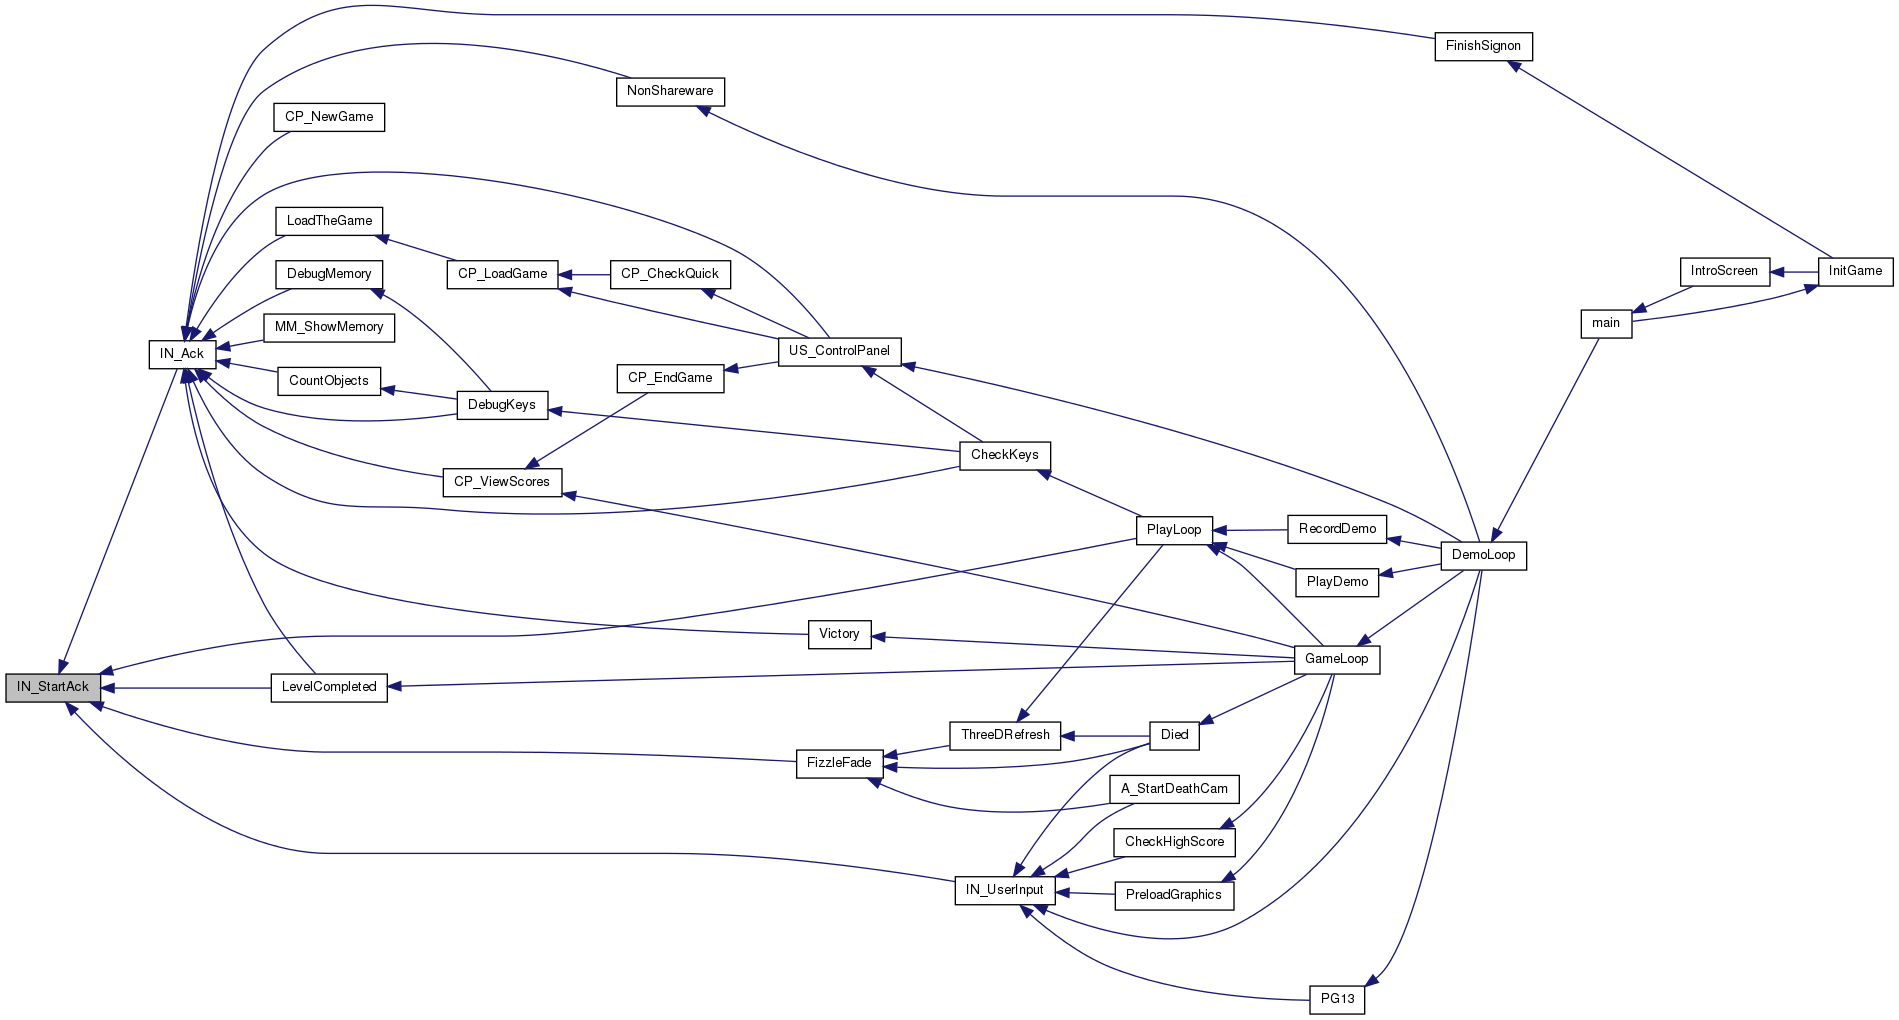 FinishSignon
NonShareware
CP_NewGame
LoadTheGame
DebugMemory
CP_LoadGame
CP_CheckQuick
IntroScreen
InitGame
MM_ShowMemory
main
IN_Ack
US_ControlPanel
CountObjects
CP_EndGame
DebugKeys
CheckKeys
CP_ViewScores
PlayLoop
RecordDemo
DemoLoop
PlayDemo
Victory
GameLoop
IN_StartAck
LevelCompleted
ThreeDRefresh
Died
FizzleFade
A_StartDeathCam
CheckHighScore
IN_UserInput
PreloadGraphics
PG13